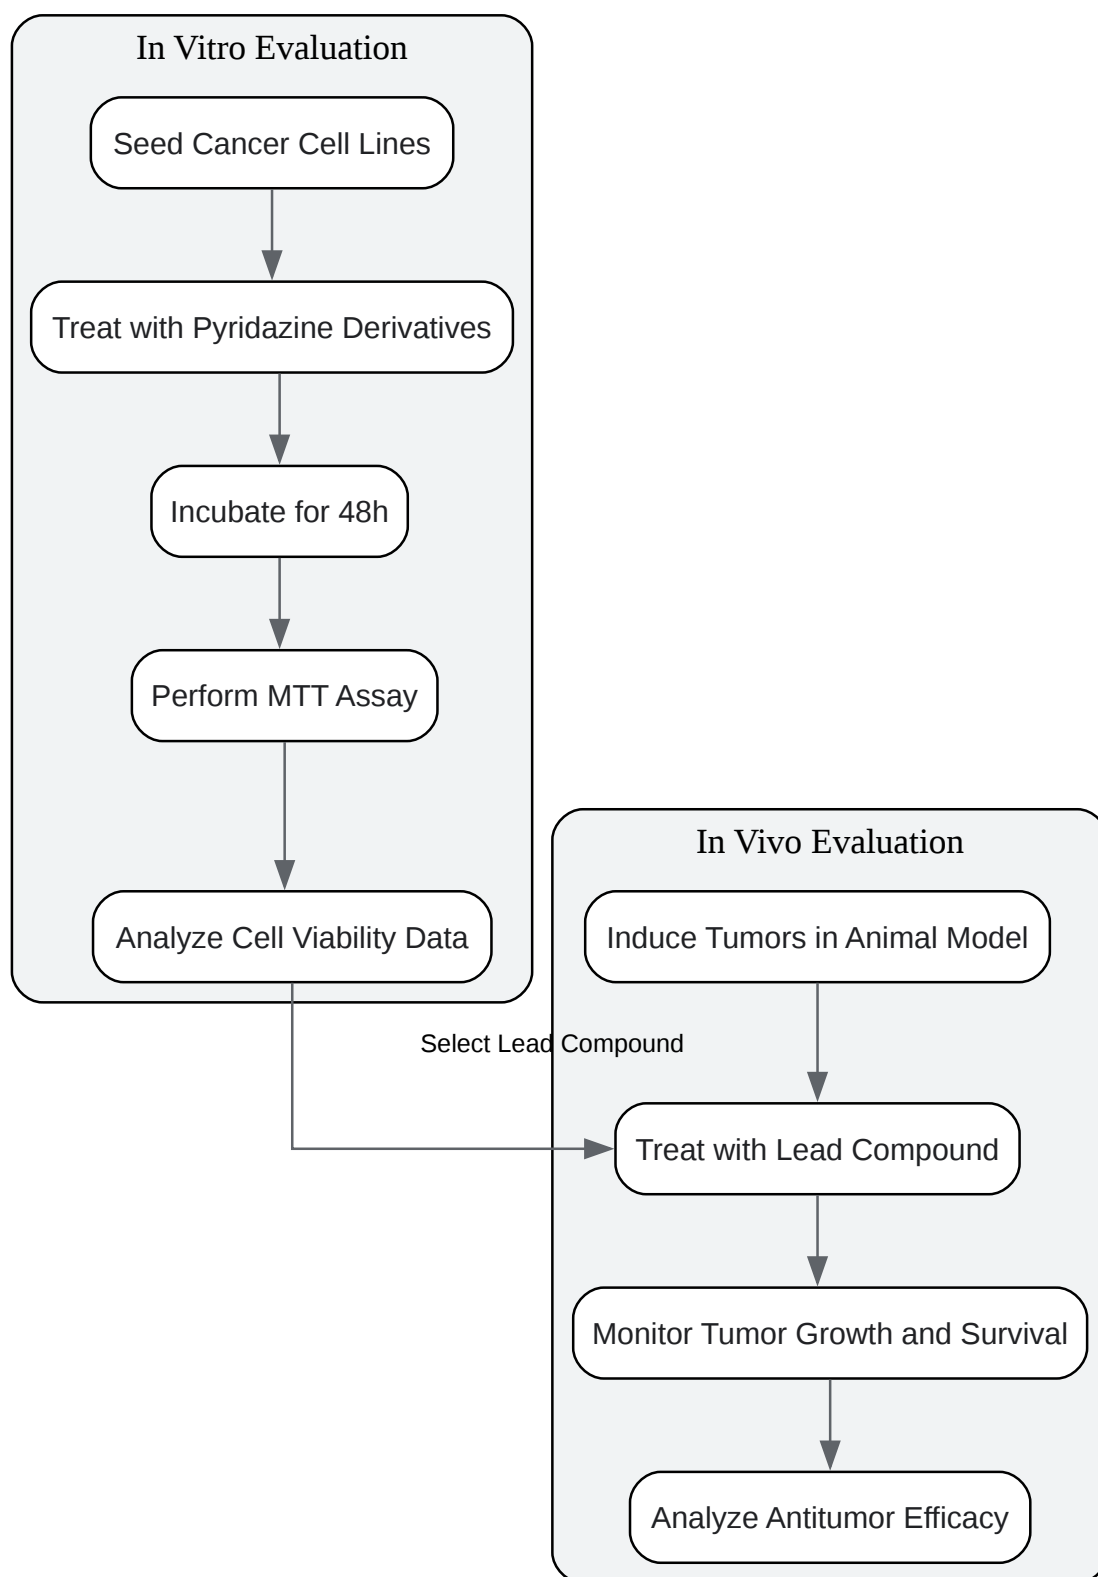 In Vitro Evaluation
Seed Cancer Cell Lines
Treat with Pyridazine Derivatives
Incubate for 48h
Perform MTT Assay
Analyze Cell Viability Data
Select Lead Compound
In Vivo Evaluation
Induce Tumors in Animal Model
Treat with Lead Compound
Monitor Tumor Growth and Survival
Analyze Antitumor Efficacy